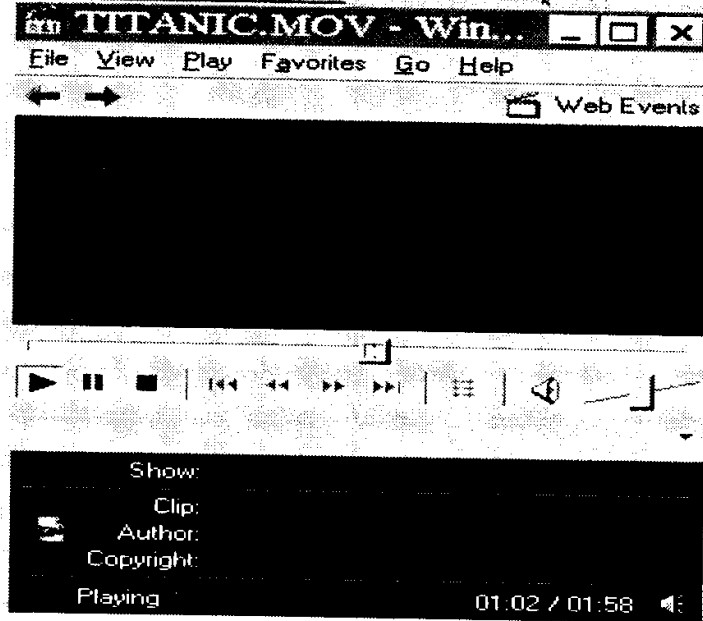 TITANIC.MOV - Win...
File View Play Favorites Go Help
Web Events
Show:
Clip:
Author:
Copyright:
Playing 01:02 / 01:58